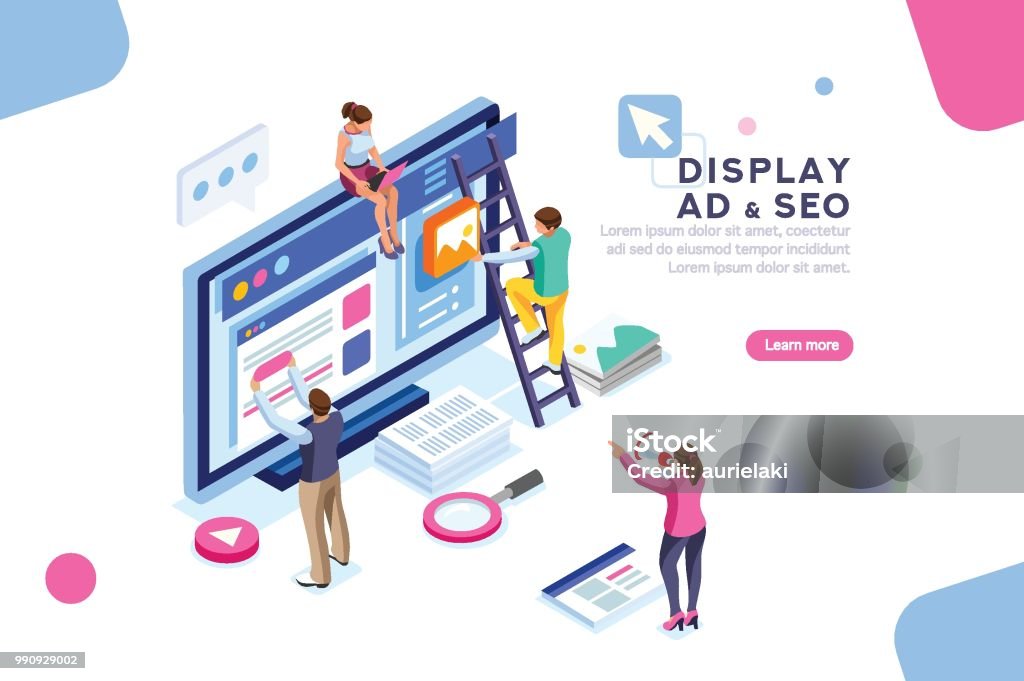 DISPLAY
AD & SEO
Lorem ipsum dolor sit amet, coectetur
adi sed do eiusmod tempor incididunt
Lorem ipsum dolor sit amet.
Learn more
iStock™
Credit: aurielaki
990929002